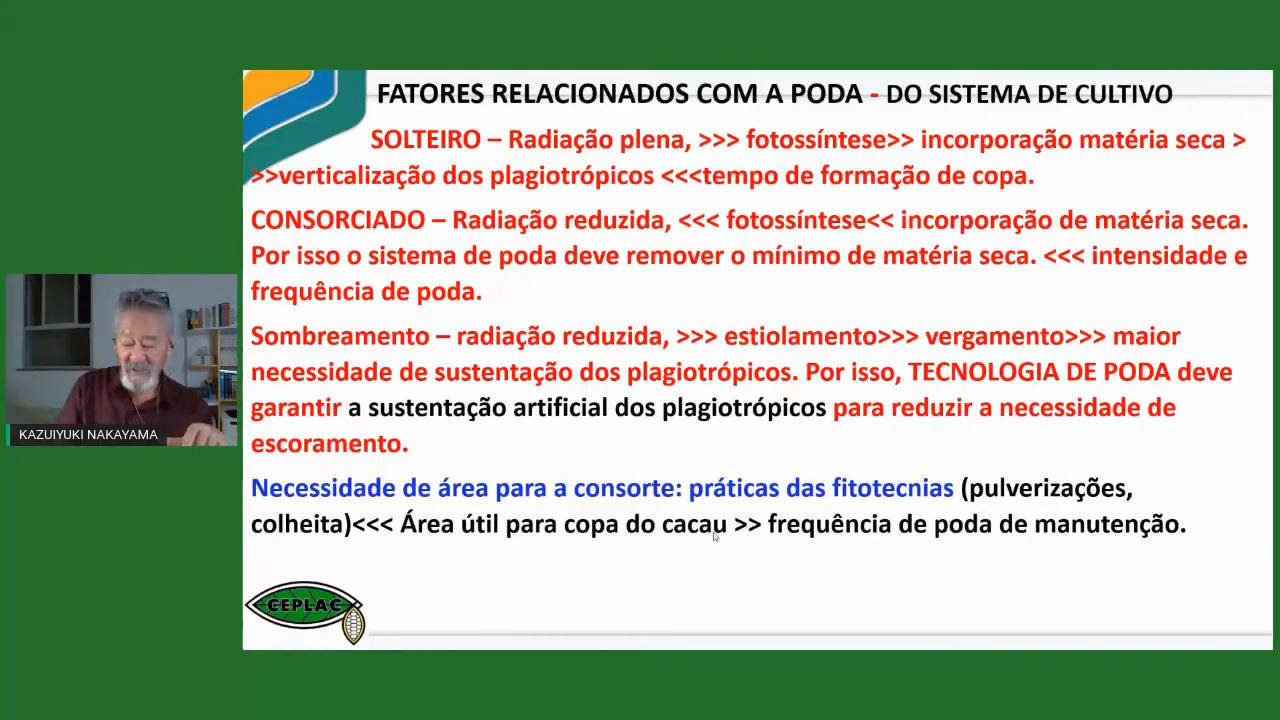 FATORES RELACIONADOS COM A PODA - DO SISTEMA DE CULTIVO
SOLTEIRO – Radiação plena, >>> fotossíntese>> incorporação matéria seca >
>>verticalização dos plagiotrópicos <<<tempo de formação de copa.
CONSORCIADO – Radiação reduzida, <<< fotossíntese<< incorporação de matéria seca.
Por isso o sistema de poda deve remover o mínimo de matéria seca. <<< intensidade e
frequência de poda.
Sombreamento – radiação reduzida, >>> estiolamento>>> vergamento>>> maior
necessidade de sustentação dos plagiotrópicos. Por isso, TECNOLOGIA DE PODA deve
garantir a sustentação artificial dos plagiotrópicos para reduzir a necessidade de
escoramento.
Necessidade de área para a consorte: práticas das fitotecnias (pulverizações,
colheita)<<< Área útil para copa do cacau >> frequência de poda de manutenção.
KAZUIYUKI NAKAYAMA
CEPLAC